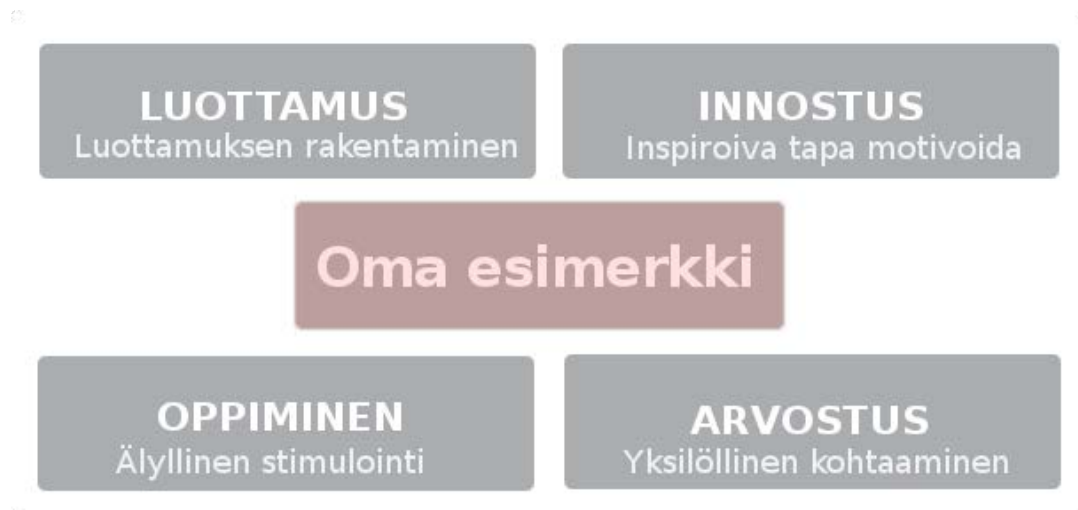 LUOTTAMUS
Luottamuksen rakentaminen
INNOSTUS
Inspiroiva tapa motivoida
Oma esimerkki
OPPIMINEN
Älyllinen stimulointi
ARVOSTUS
Yksilöllinen kohtaaminen